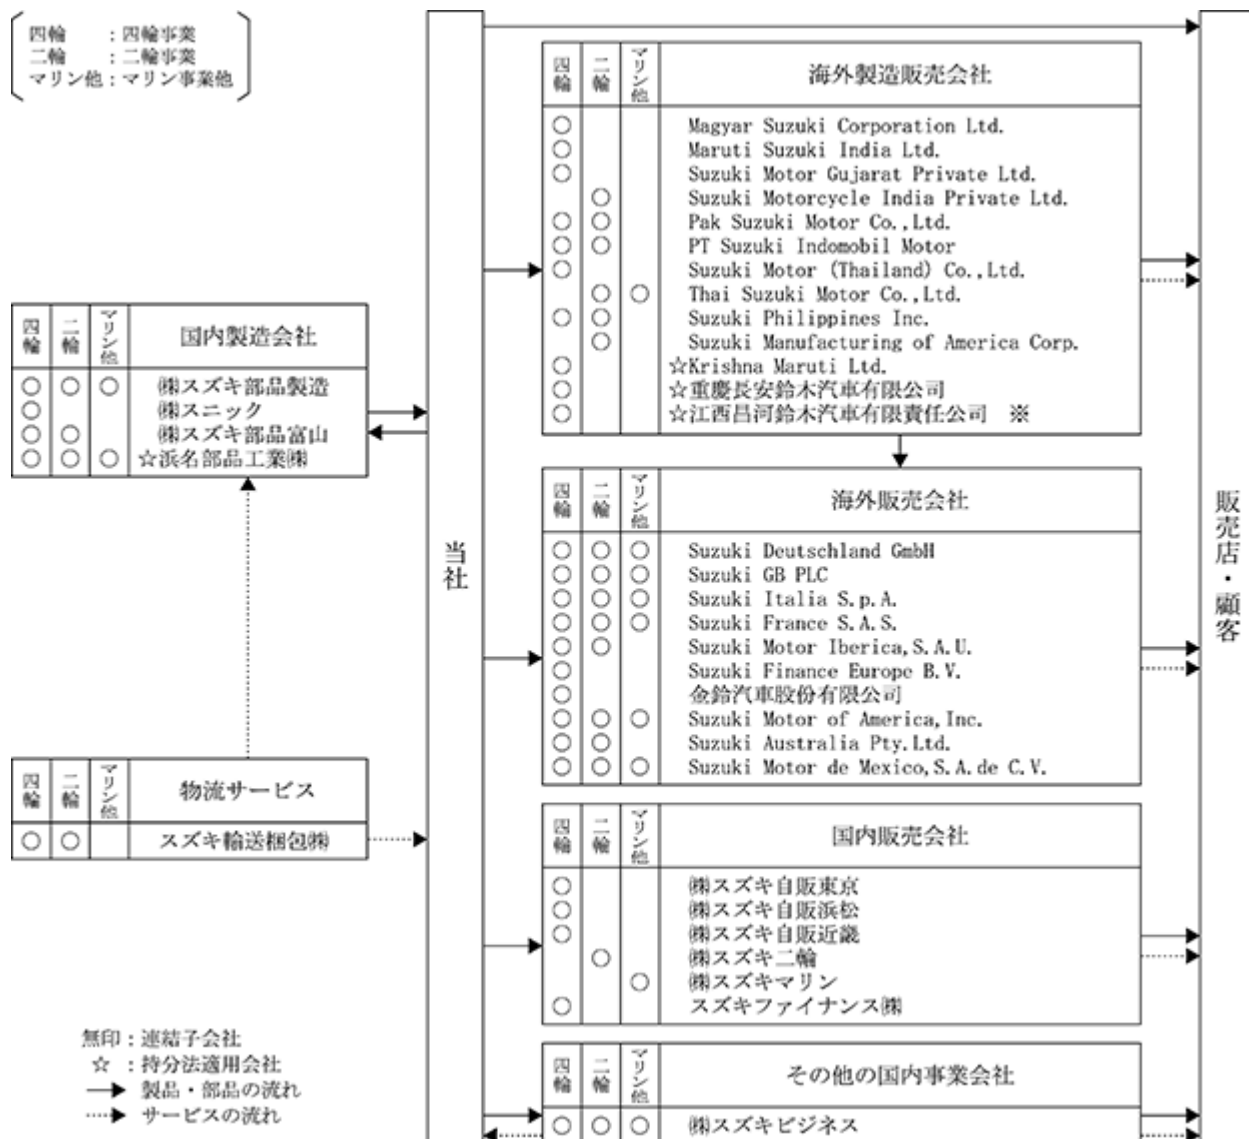 四輪 ：四輪事業
二輪 ：二輪事業
マリン他：マリン事業他
四輪 二輪 マリン他 海外製造販売会社
○ Magyar Suzuki Corporation Ltd.
○ Maruti Suzuki India Ltd.
○ Suzuki Motor Gujarat Private Ltd.
○ Suzuki Motorcycle India Private Ltd.
○ ○ Pak Suzuki Motor Co.,Ltd.
○ ○ PT Suzuki Indomobil Motor
○ Suzuki Motor (Thailand) Co.,Ltd.
○ ○ Thai Suzuki Motor Co.,Ltd.
○ ○ Suzuki Philippines Inc.
○ Suzuki Manufacturing of America Corp.
○ ☆Krishna Maruti Ltd.
○ ☆重慶長安鈴木汽車有限公司
○ ☆江西昌河鈴木汽車有限責任公司 ※
四輪 二輪 マリン他 国内製造会社
○ ○ ○ ㈱スズキ部品製造
○ ㈱スニック
○ ○ ㈱スズキ部品富山
○ ○ ○ ☆浜名部品工業㈱
当社
四輪 二輪 マリン他 海外販売会社
○ ○ ○ Suzuki Deutschland GmbH
○ ○ ○ Suzuki GB PLC
○ ○ ○ Suzuki Italia S.p.A.
○ ○ ○ Suzuki France S.A.S.
○ ○ Suzuki Motor Iberica,S.A.U.
○ Suzuki Finance Europe B.V.
○ 金鈴汽車股份有限公司
○ ○ ○ Suzuki Motor of America,Inc.
○ ○ Suzuki Australia Pty.Ltd.
○ ○ ○ Suzuki Motor de Mexico,S.A.de C.V.
販売店・顧客
四輪 二輪 マリン他 物流サービス
○ ○ スズキ輸送梱包㈱
四輪 二輪 マリン他 国内販売会社
○ ㈱スズキ自販東京
○ ㈱スズキ自販浜松
○ ㈱スズキ自販近畿
○ ㈱スズキ二輪
○ ㈱スズキマリン
○ スズキファイナンス㈱
四輪 二輪 マリン他 その他の国内事業会社
○ ○ ○ ㈱スズキビジネス
無印：連結子会社
☆ ：持分法適用会社
製品・部品の流れ
サービスの流れ